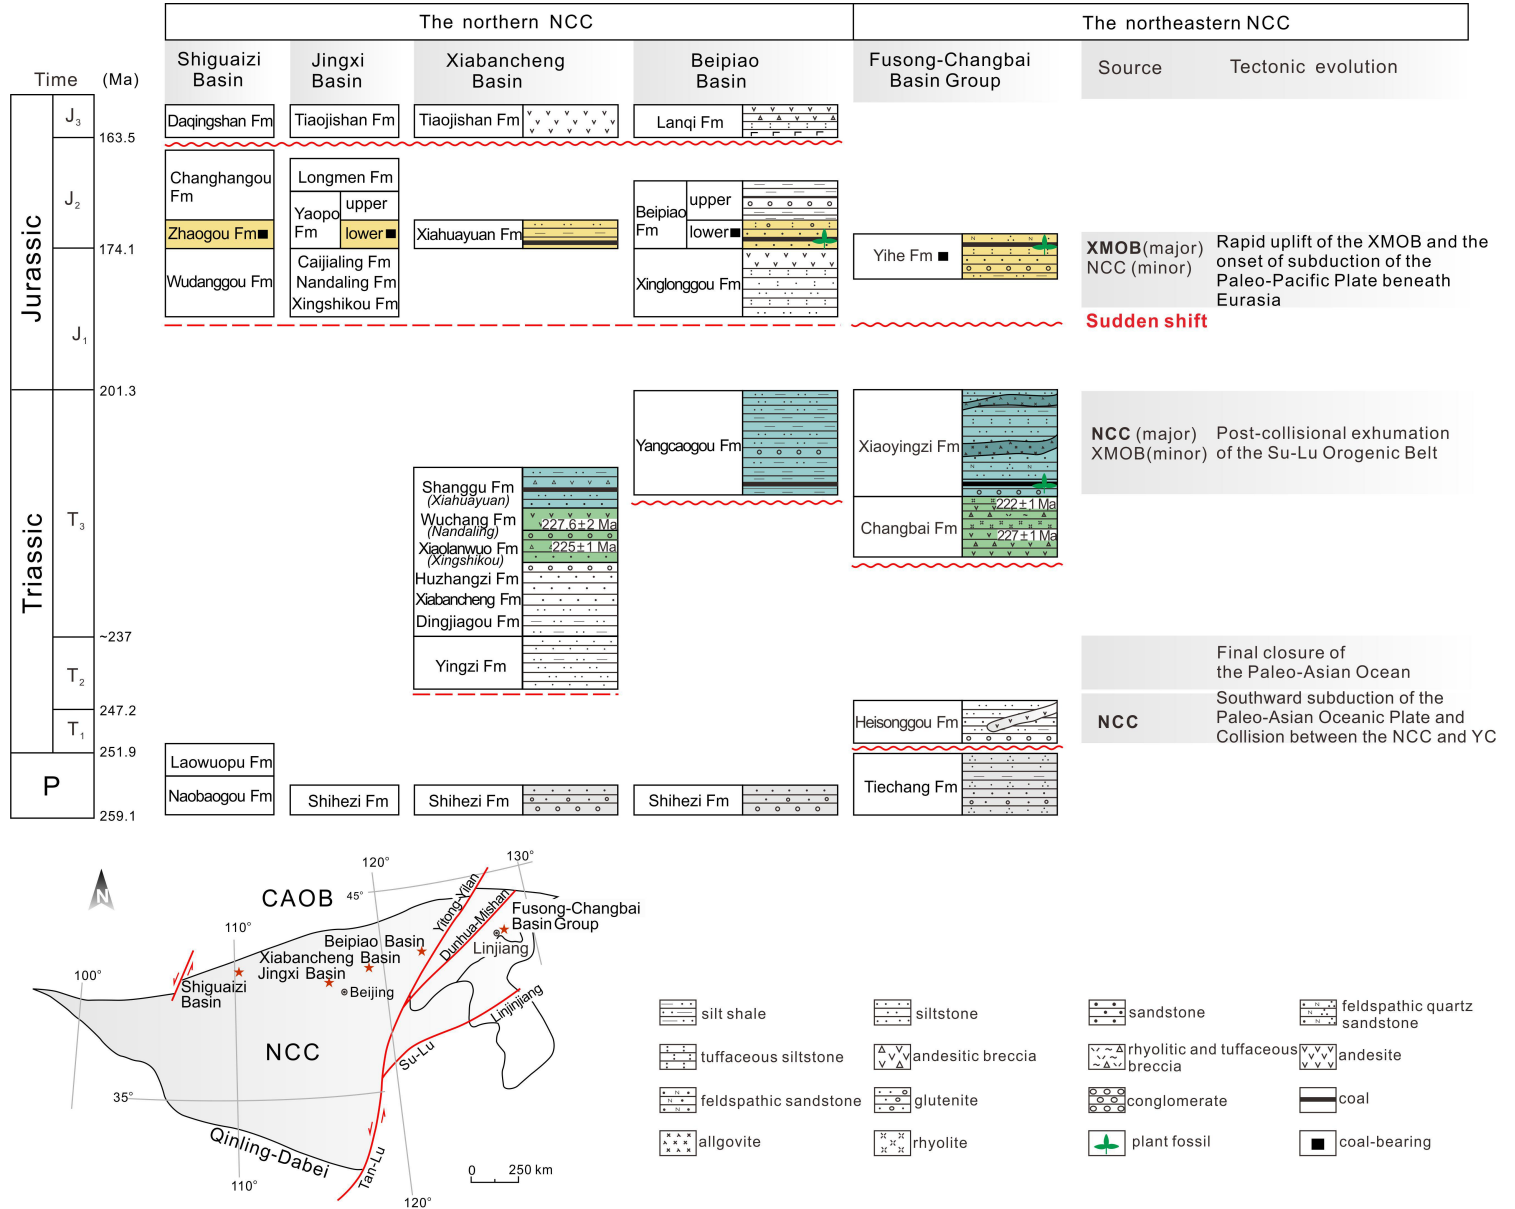 The northern NCC
The northeastern NCC
Time
(Ma)
Shiguaizi
Basin
Jingxi
Basin
Xiabancheng
Basin
Beipiao
Basin
Fusong-Changbai
Basin Group
Source
Tectonic evolution
Jurassic
Triassic
P
J3
J2
J1
T3
T2
T1
163.5
174.1
201.3
~237
247.2
251.9
259.1
Daqingshan Fm
Changhangou
Fm
Zhaogou Fm
Wudanggou Fm
Laowuopu Fm
Naobaogou Fm
Tiaojishan Fm
Longmen Fm
Yaopo
Fm
upper
lower
Caijialing Fm
Nandaling Fm
Xingshikou Fm
Shihezi Fm
Tiaojishan Fm
Xiahuayuan Fm
Shanggu Fm
(Xiahuayuan)
Wuchang Fm
(Nandaling)
Xiaolanwuo Fm
(Xingshikou)
Huzhangzi Fm
Xiabancheng Fm
Dingjiagou Fm
Yingzi Fm
227.6±2 Ma
225±1 Ma
Shihezi Fm
Lanqi Fm
Beipiao
Fm
upper
lower
Xinglonggou Fm
Yangcaogou Fm
Shihezi Fm
Yihe Fm
Xiaoyingzi Fm
Changbai Fm
222±1 Ma
227±1 Ma
Heisonggou Fm
Tiechang Fm
XMOB(major)
NCC (minor)
Rapid uplift of the XMOB and the
onset of subduction of the
Paleo-Pacific Plate beneath
Eurasia
Sudden shift
NCC (major)
XMOB(minor)
Post-collisional exhumation
of the Su-Lu Orogenic Belt
Final closure of
the Paleo-Asian Ocean
NCC
Southward subduction of the
Paleo-Asian Oceanic Plate and
Collision between the NCC and YC
N
100°
110°
120°
130°
45°
35°
110°
120°
CAOB
NCC
Yitong-Yilan
Dunhua-Mishan
Fusong-Changbai
Basin Group
Linjiang
Beipiao Basin
Xiabancheng Basin
Jingxi Basin
Beijing
Shiguaizi
Basin
Linjinjiang
Su-Lu
Qinling-Dabei
Tan-Lu
0 250 km
silt shale
siltstone
sandstone
feldspathic quartz
sandstone
tuffaceous siltstone
andesitic breccia
rhyolitic and tuffaceous
breccia
andesite
feldspathic sandstone
glutenite
conglomerate
coal
allgovite
rhyolite
plant fossil
coal-bearing